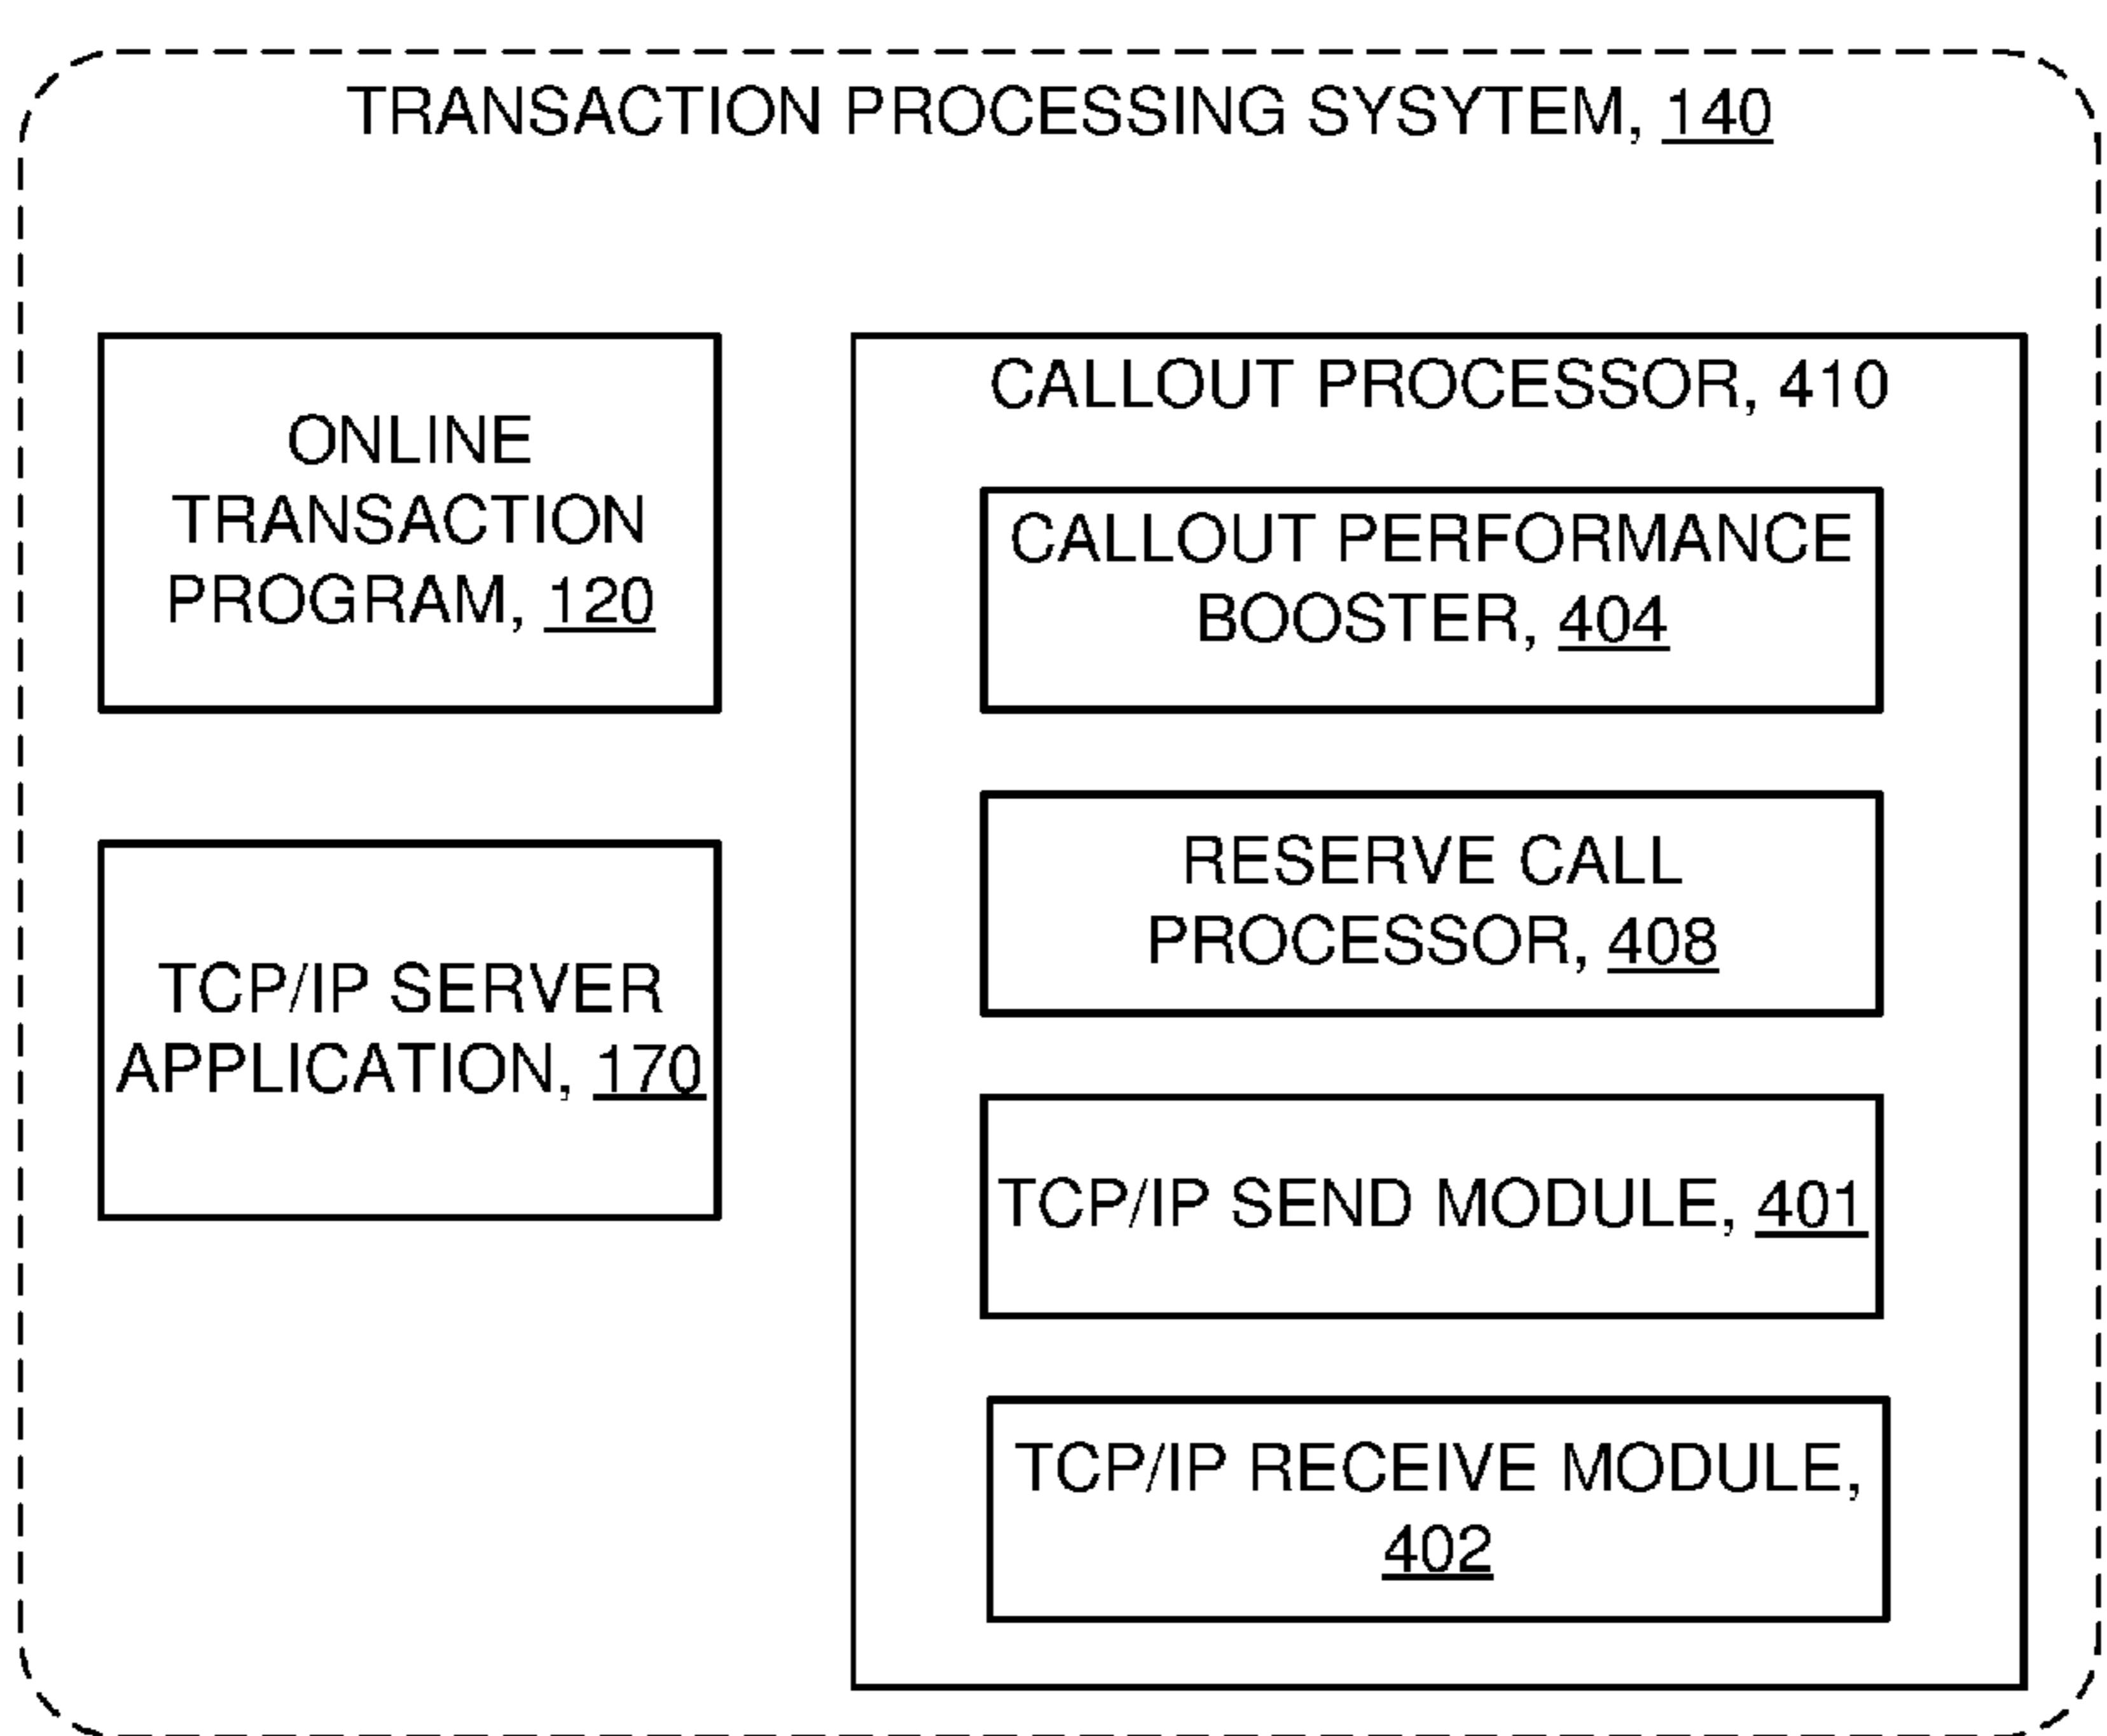 TRANSACTION PROCESSING SYSYTEM, 140
ONLINE
TRANSACTION
PROGRAM, 120
TCP/IP SERVER
APPLICATION, 170
CALLOUT PROCESSOR, 410
CALLOUT PERFORMANCE
BOOSTER, 404
RESERVE CALL
PROCESSOR, 408
TCP/IP SEND MODULE, 401
TCP/IP RECEIVE MODULE,
402